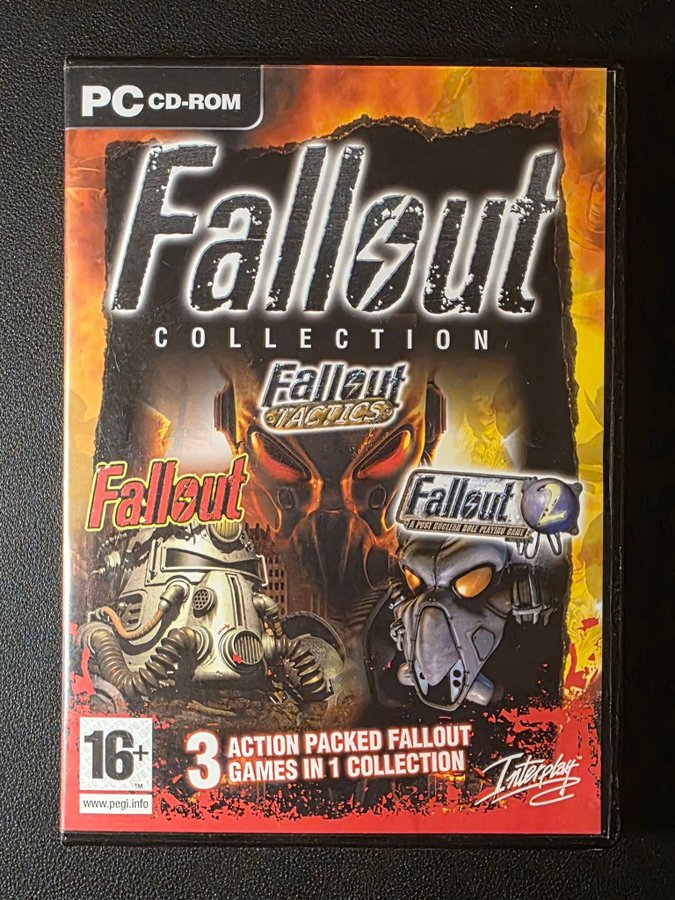 PC CD-ROM
Fallout
COLLECTION
Fallout
TACTICS
Fallout
Fallout 2
A POST NUCLEAR ROLE PLAYING GAME
16+
www.pegi.info
3 ACTION PACKED FALLOUT
GAMES IN 1 COLLECTION
Interplay
TM